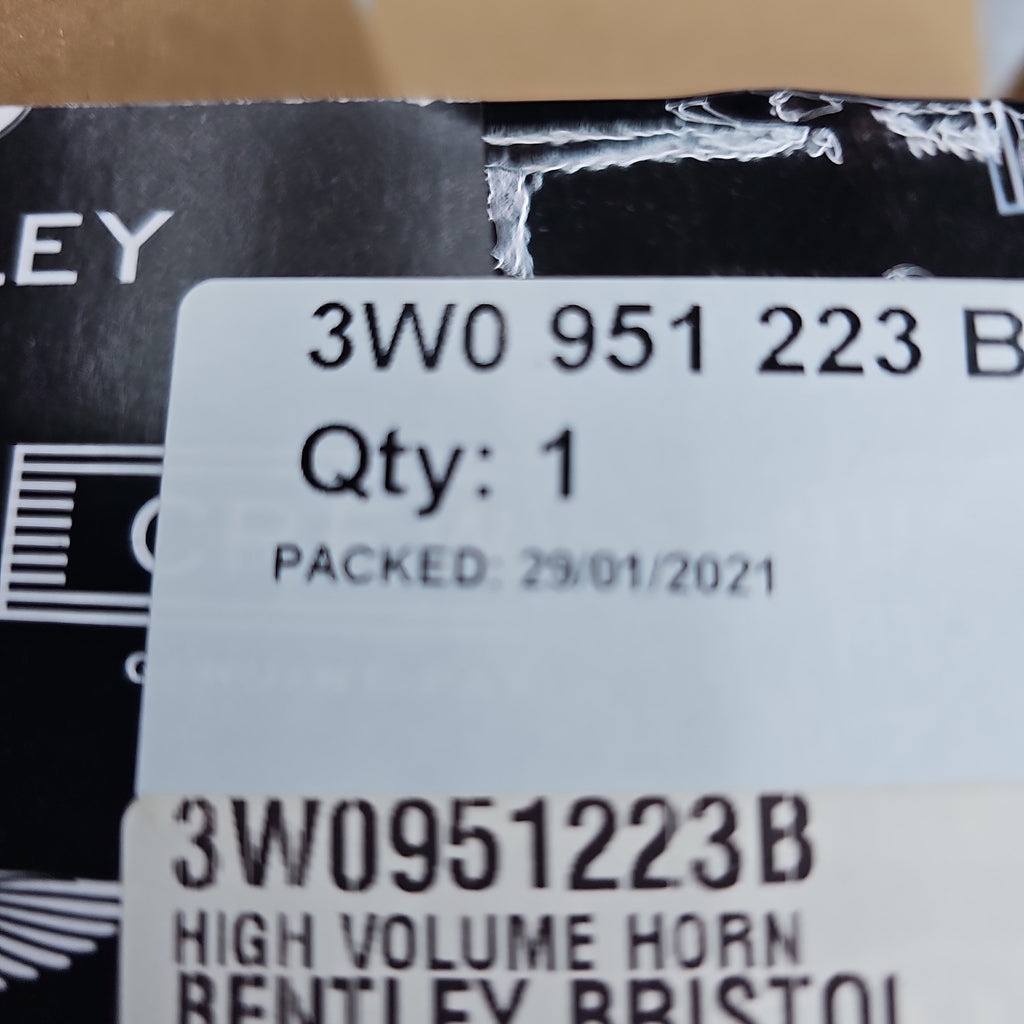 LEY
3W0 951 223 B
Qty: 1
PACKED: 29/01/2021
3W0951223B
HIGH VOLUME HORN
BENTLEY BRISTOL